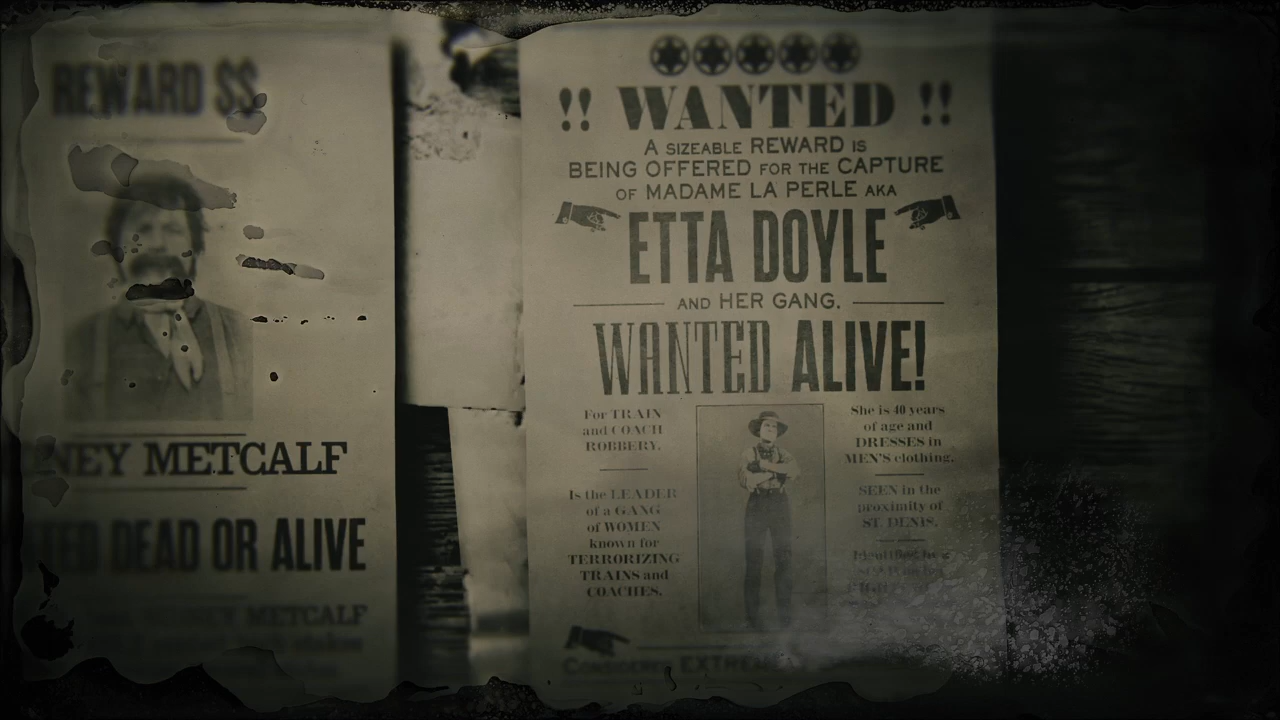 REWARD $$
NEY METCALF
TED DEAD OR ALIVE
METCALF
!! WANTED !!
A SIZEABLE REWARD IS
BEING OFFERED FOR THE CAPTURE
OF MADAME LA PERLE AKA
ETTA DOYLE
AND HER GANG.
WANTED ALIVE!
For TRAIN
and COACH
ROBBERY.
Is the LEADER
of a GANG
of WOMEN
known for
TERRORIZING
TRAINS and
COACHES.
She is 40 years
of age and
DRESSES in
MEN'S clothing.
SEEN in the
proximity of
ST. DENIS.